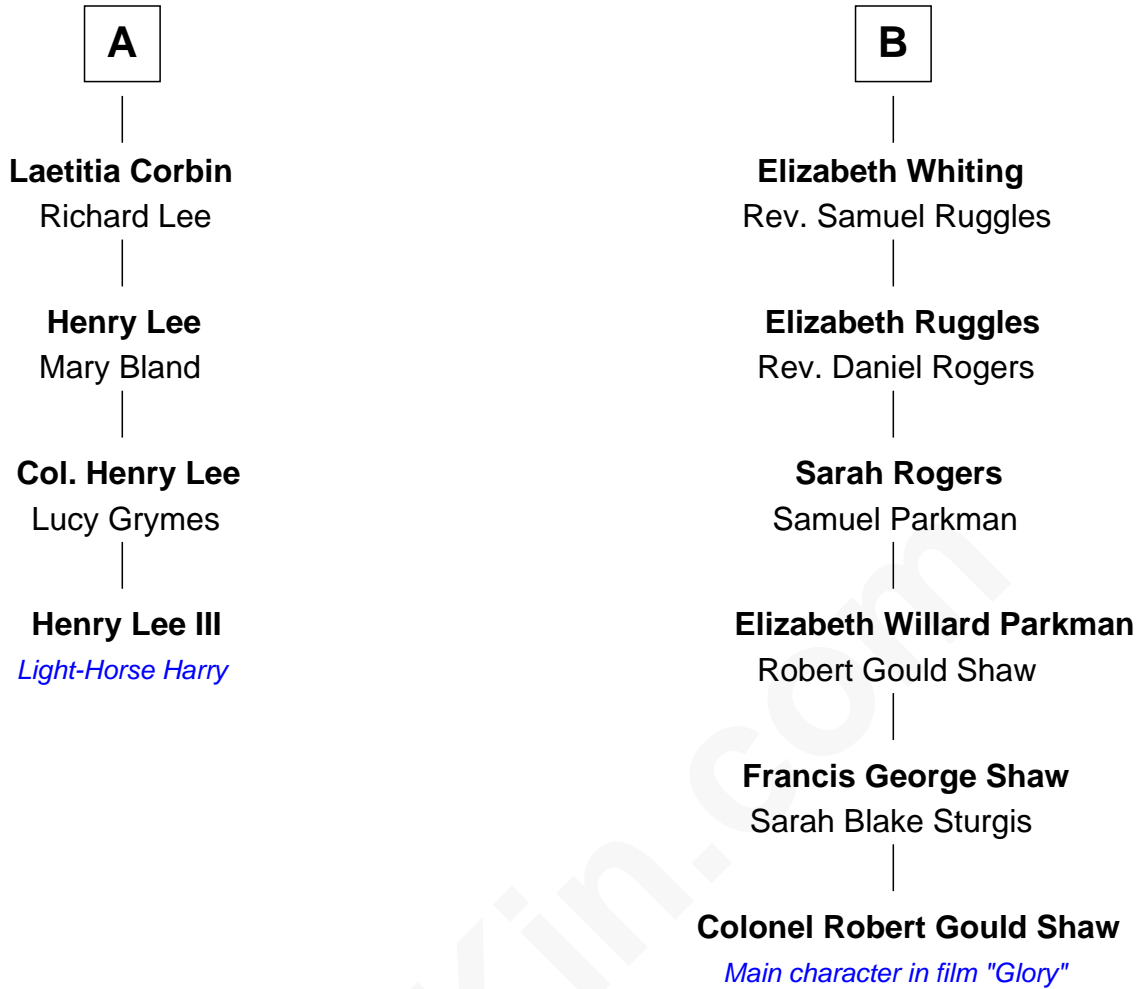 A
B
Laetitia Corbin
Richard Lee
Elizabeth Whiting
Rev. Samuel Ruggles
Henry Lee
Mary Bland
Elizabeth Ruggles
Rev. Daniel Rogers
Col. Henry Lee
Lucy Grymes
Sarah Rogers
Samuel Parkman
Henry Lee III
Light-Horse Harry
Elizabeth Willard Parkman
Robert Gould Shaw
Francis George Shaw
Sarah Blake Sturgis
Colonel Robert Gould Shaw
Main character in film "Glory"
Kin.com